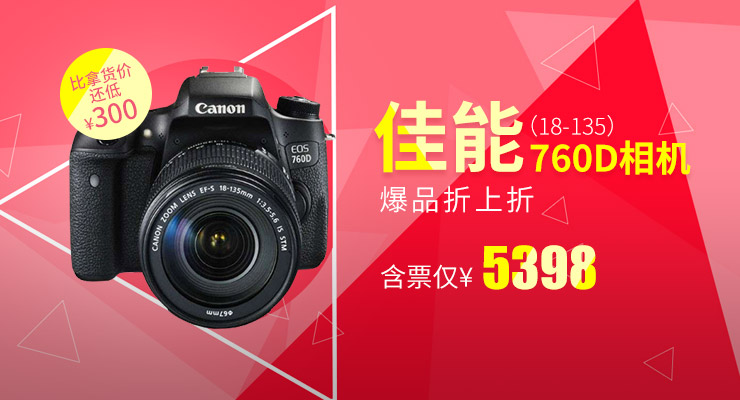 比拿货价
还低
¥300
Canon
EOS
760D
CANON ZOOM LENS EF-S 18-135mm 1:3.5-5.6 IS STM
Φ67mm
佳能
(18-135)
760D相机
爆品折上折
含票仅¥ 5398